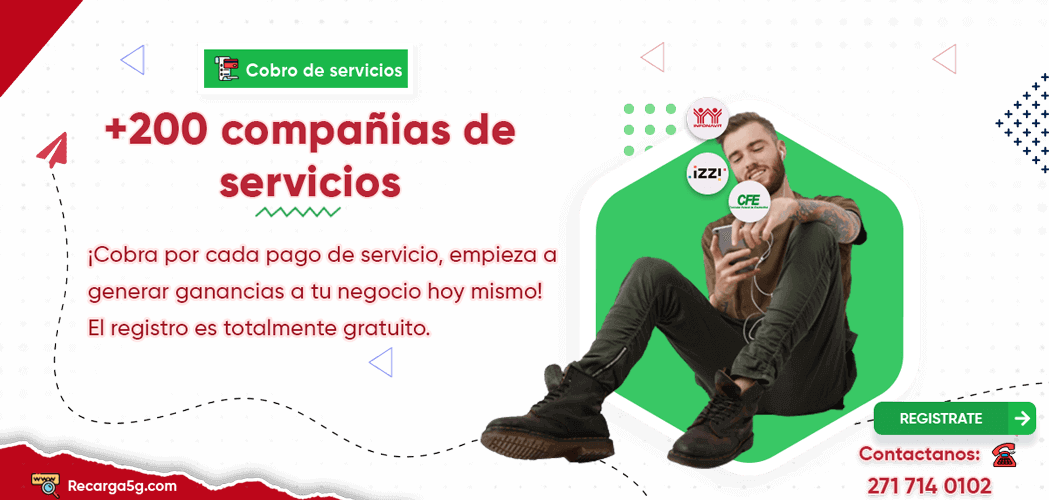 Cobro de servicios
+200 compañias de
servicios
¡Cobra por cada pago de servicio, empieza a
generar ganancias a tu negocio hoy mismo!
El registro es totalmente gratuito.
INFONAVIT
izzi
CFE
REGISTRATE
Contactanos:
271 714 0102
www
Recarga5g.com